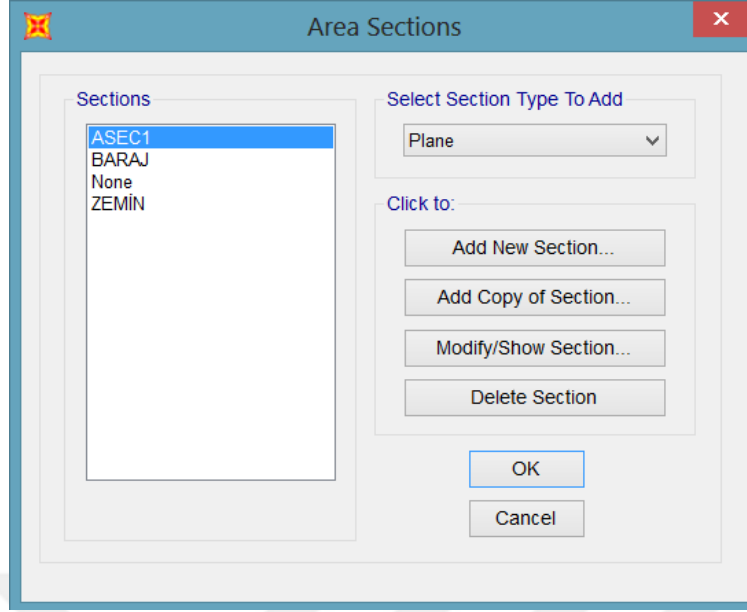 Area Sections
Sections
ASEC1
BARAJ
None
ZEMİN
Select Section Type To Add
Plane
Click to:
Add New Section...
Add Copy of Section...
Modify/Show Section...
Delete Section
OK
Cancel